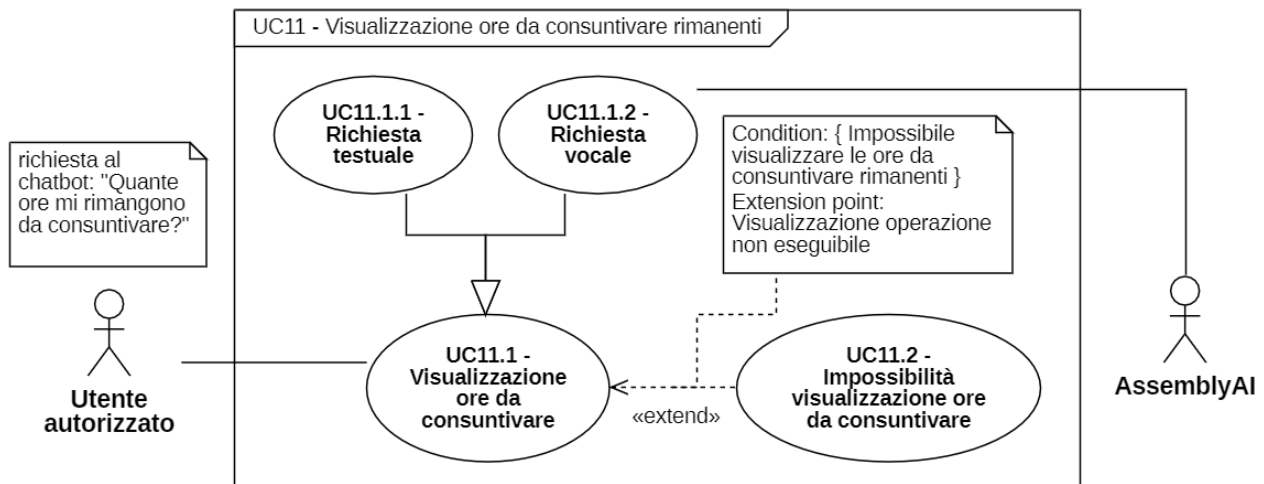 UC11 - Visualizzazione ore da consuntivare rimanenti
UC11.1.1 -
Richiesta
testuale
UC11.1.2 -
Richiesta
vocale
Condition: { Impossibile
visualizzare le ore da
consuntivare rimanenti }
Extension point:
Visualizzazione operazione
non eseguibile
richiesta al
chatbot: "Quante
ore mi rimangono
da consuntivare?"
Utente
autorizzato
UC11.1 -
Visualizzazione
ore da
consuntivare
«extend»
UC11.2 -
Impossibilità
visualizzazione ore
da consuntivare
AssemblyAI